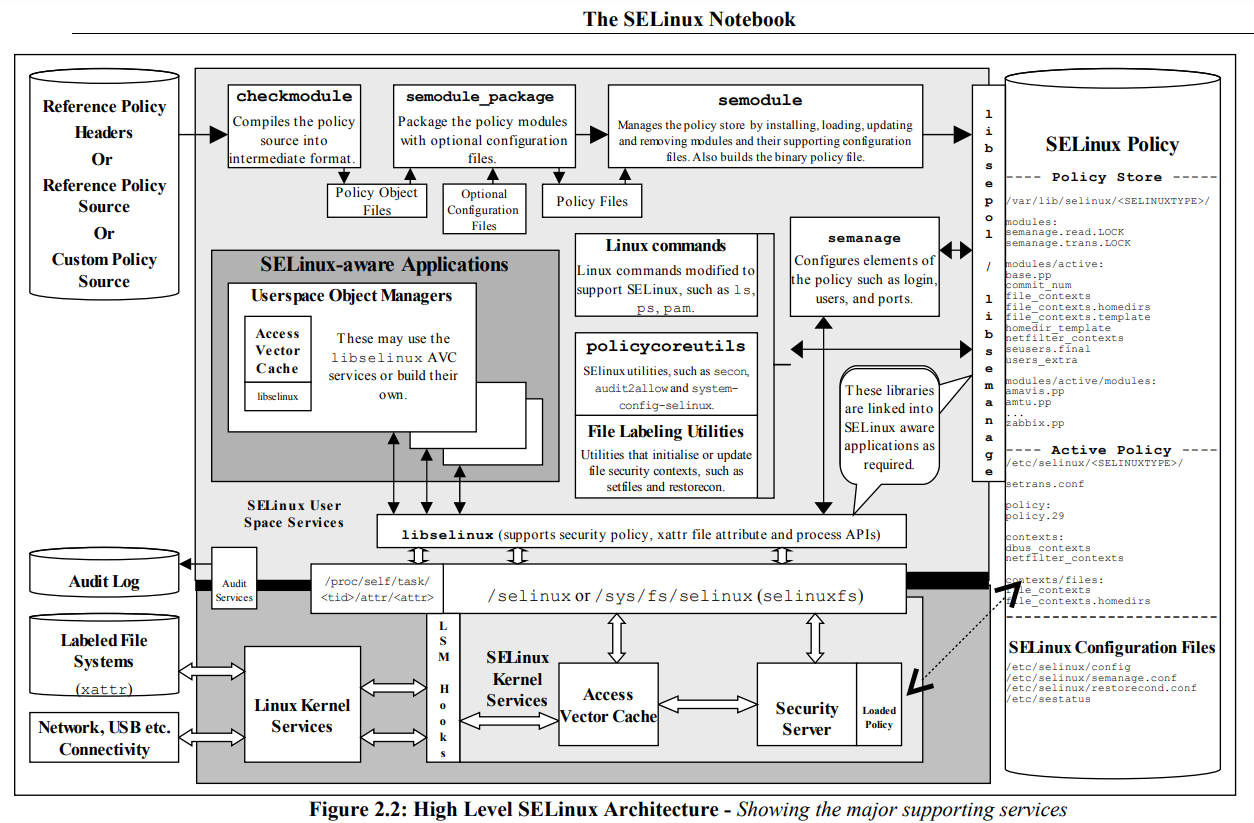 The SELinux Notebook
Reference Policy
Headers
Or
Reference Policy
Source
Or
Custom Policy
Source
checkmodule
Compiles the policy
source into
intermediate format.
semodule_package
Package the policy modules
with optional configuration
files.
semodule
Manages the policy store by installing, loading, updating
and removing modules and their supporting configuration
files. Also builds the binary policy file.
Policy Object
Files
Optional
Configuration
Files
Policy Files
SELinux-aware Applications
Userspace Object Managers
Access
Vector
Cache
libselinux
These may use the
libselinux AVC
services or build their
own.
Linux commands
Linux commands modified to
support SELinux, such as ls,
ps, pam.
policycoreutils
SElinux utilities, such as secon,
audit2allow and system-
config-selinux.
File Labeling Utilities
Utilities that initialise or update
file security contexts, such as
setfiles and restorecon.
semanage
Configures elements of
the policy such as login,
users, and ports.
These libraries
are linked into
SELinux aware
applications as
required.
libsepol / libsemanage
SELinux Policy
---- Policy Store -----
/var/lib/selinux/<SELINUXTYPE>/
modules:
semanage.read.LOCK
semanage.trans.LOCK
modules/active:
base.pp
commit_num
file_contexts
file_contexts.homedirs
file_contexts.template
homedir_template
netfilter_contexts
seusers.final
users_extra
modules/active/modules:
amavis.pp
amtu.pp
...
zabbix.pp
---- Active Policy ----
/etc/selinux/<SELINUXTYPE>/
setrans.conf
policy:
policy.29
contexts:
dbus_contexts
netfilter_contexts
contexts/files:
file_contexts
file_contexts.homedirs
SELinux Configuration Files
/etc/selinux/config
/etc/selinux/semanage.conf
/etc/selinux/restorecond.conf
/etc/sestatus
SELinux User
Space Services
libselinux (supports security policy, xattr file attribute and process APIs)
Audit Log
Audit
Services
/proc/self/task/
<tid>/attr/<attr>
/selinux or /sys/fs/selinux (selinuxfs)
Labeled File
Systems
(xattr)
Network, USB etc.
Connectivity
Linux Kernel
Services
LSM Hooks
SELinux
Kernel
Services
Access
Vector Cache
Security
Server
Loaded
Policy
Figure 2.2: High Level SELinux Architecture - Showing the major supporting services